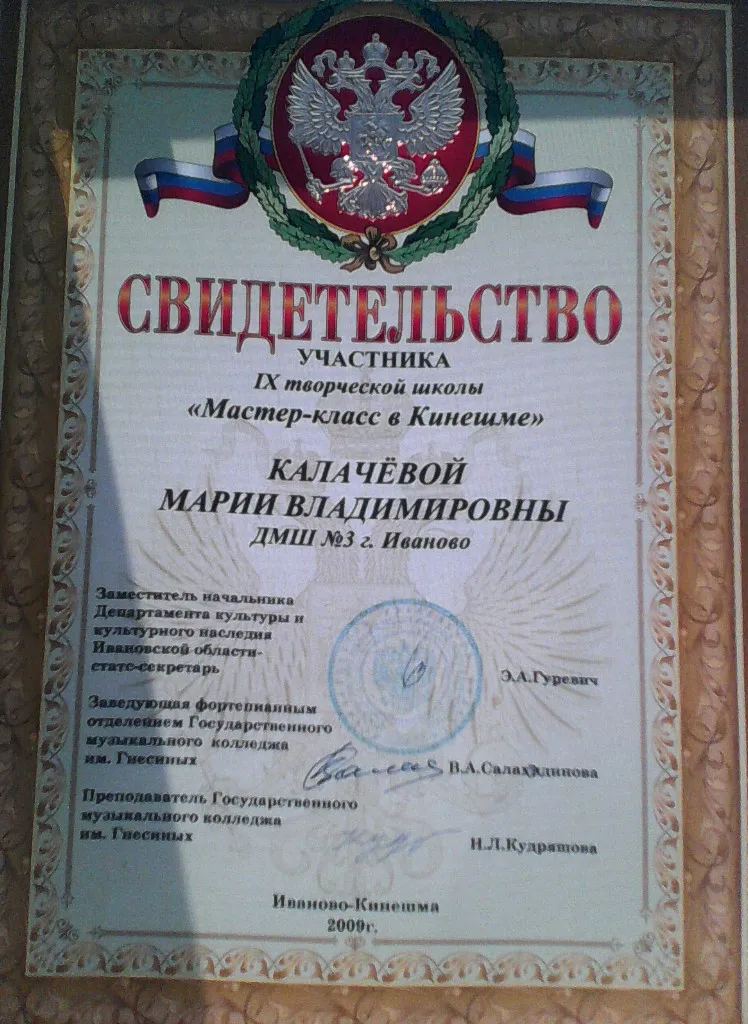 СВИДЕТЕЛЬСТВО
УЧАСТНИКА
IX творческой школы
«Мастер-класс в Кинешме»
КАЛАЧЁВОЙ
МАРИИ ВЛАДИМИРОВНЫ
ДМШ №3 г. Иваново
Заместитель начальника
Департамента культуры и
культурного наследия
Ивановской области-
статс-секретарь
Э.А.Гуревич
Заведующая фортепианным
отделением Государственного
музыкального колледжа
им. Гнесиных
В.А.Салахэдинова
Преподаватель Государственного
музыкального колледжа
им. Гнесиных
Н.Л.Кудряшова
Иваново-Кинешма
2009г.